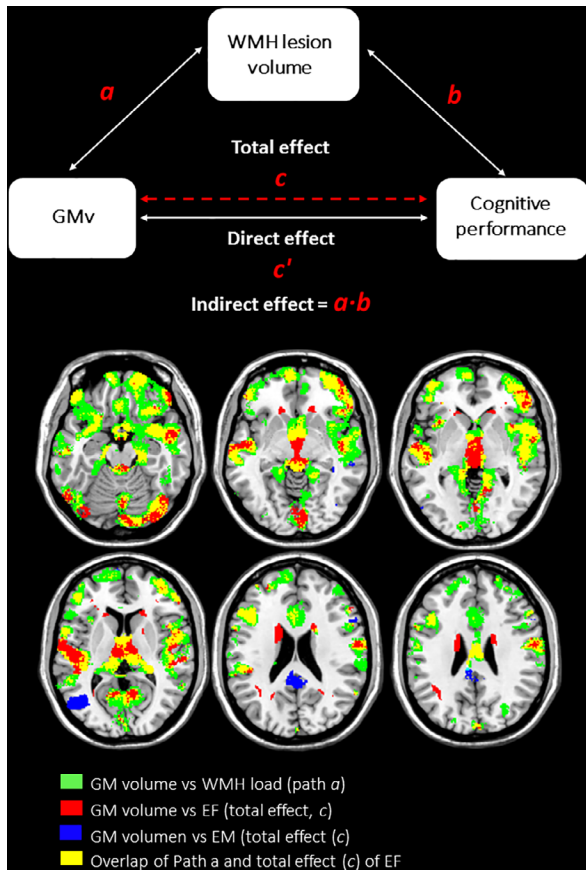 WMH lesion
volume
a
b
Total effect
c
GMv
Cognitive
performance
Direct effect
c'
Indirect effect = a·b
GM volume vs WMH load (path a)
GM volume vs EF (total effect, c)
GM volumen vs EM (total effect (c)
Overlap of Path a and total effect (c) of EF